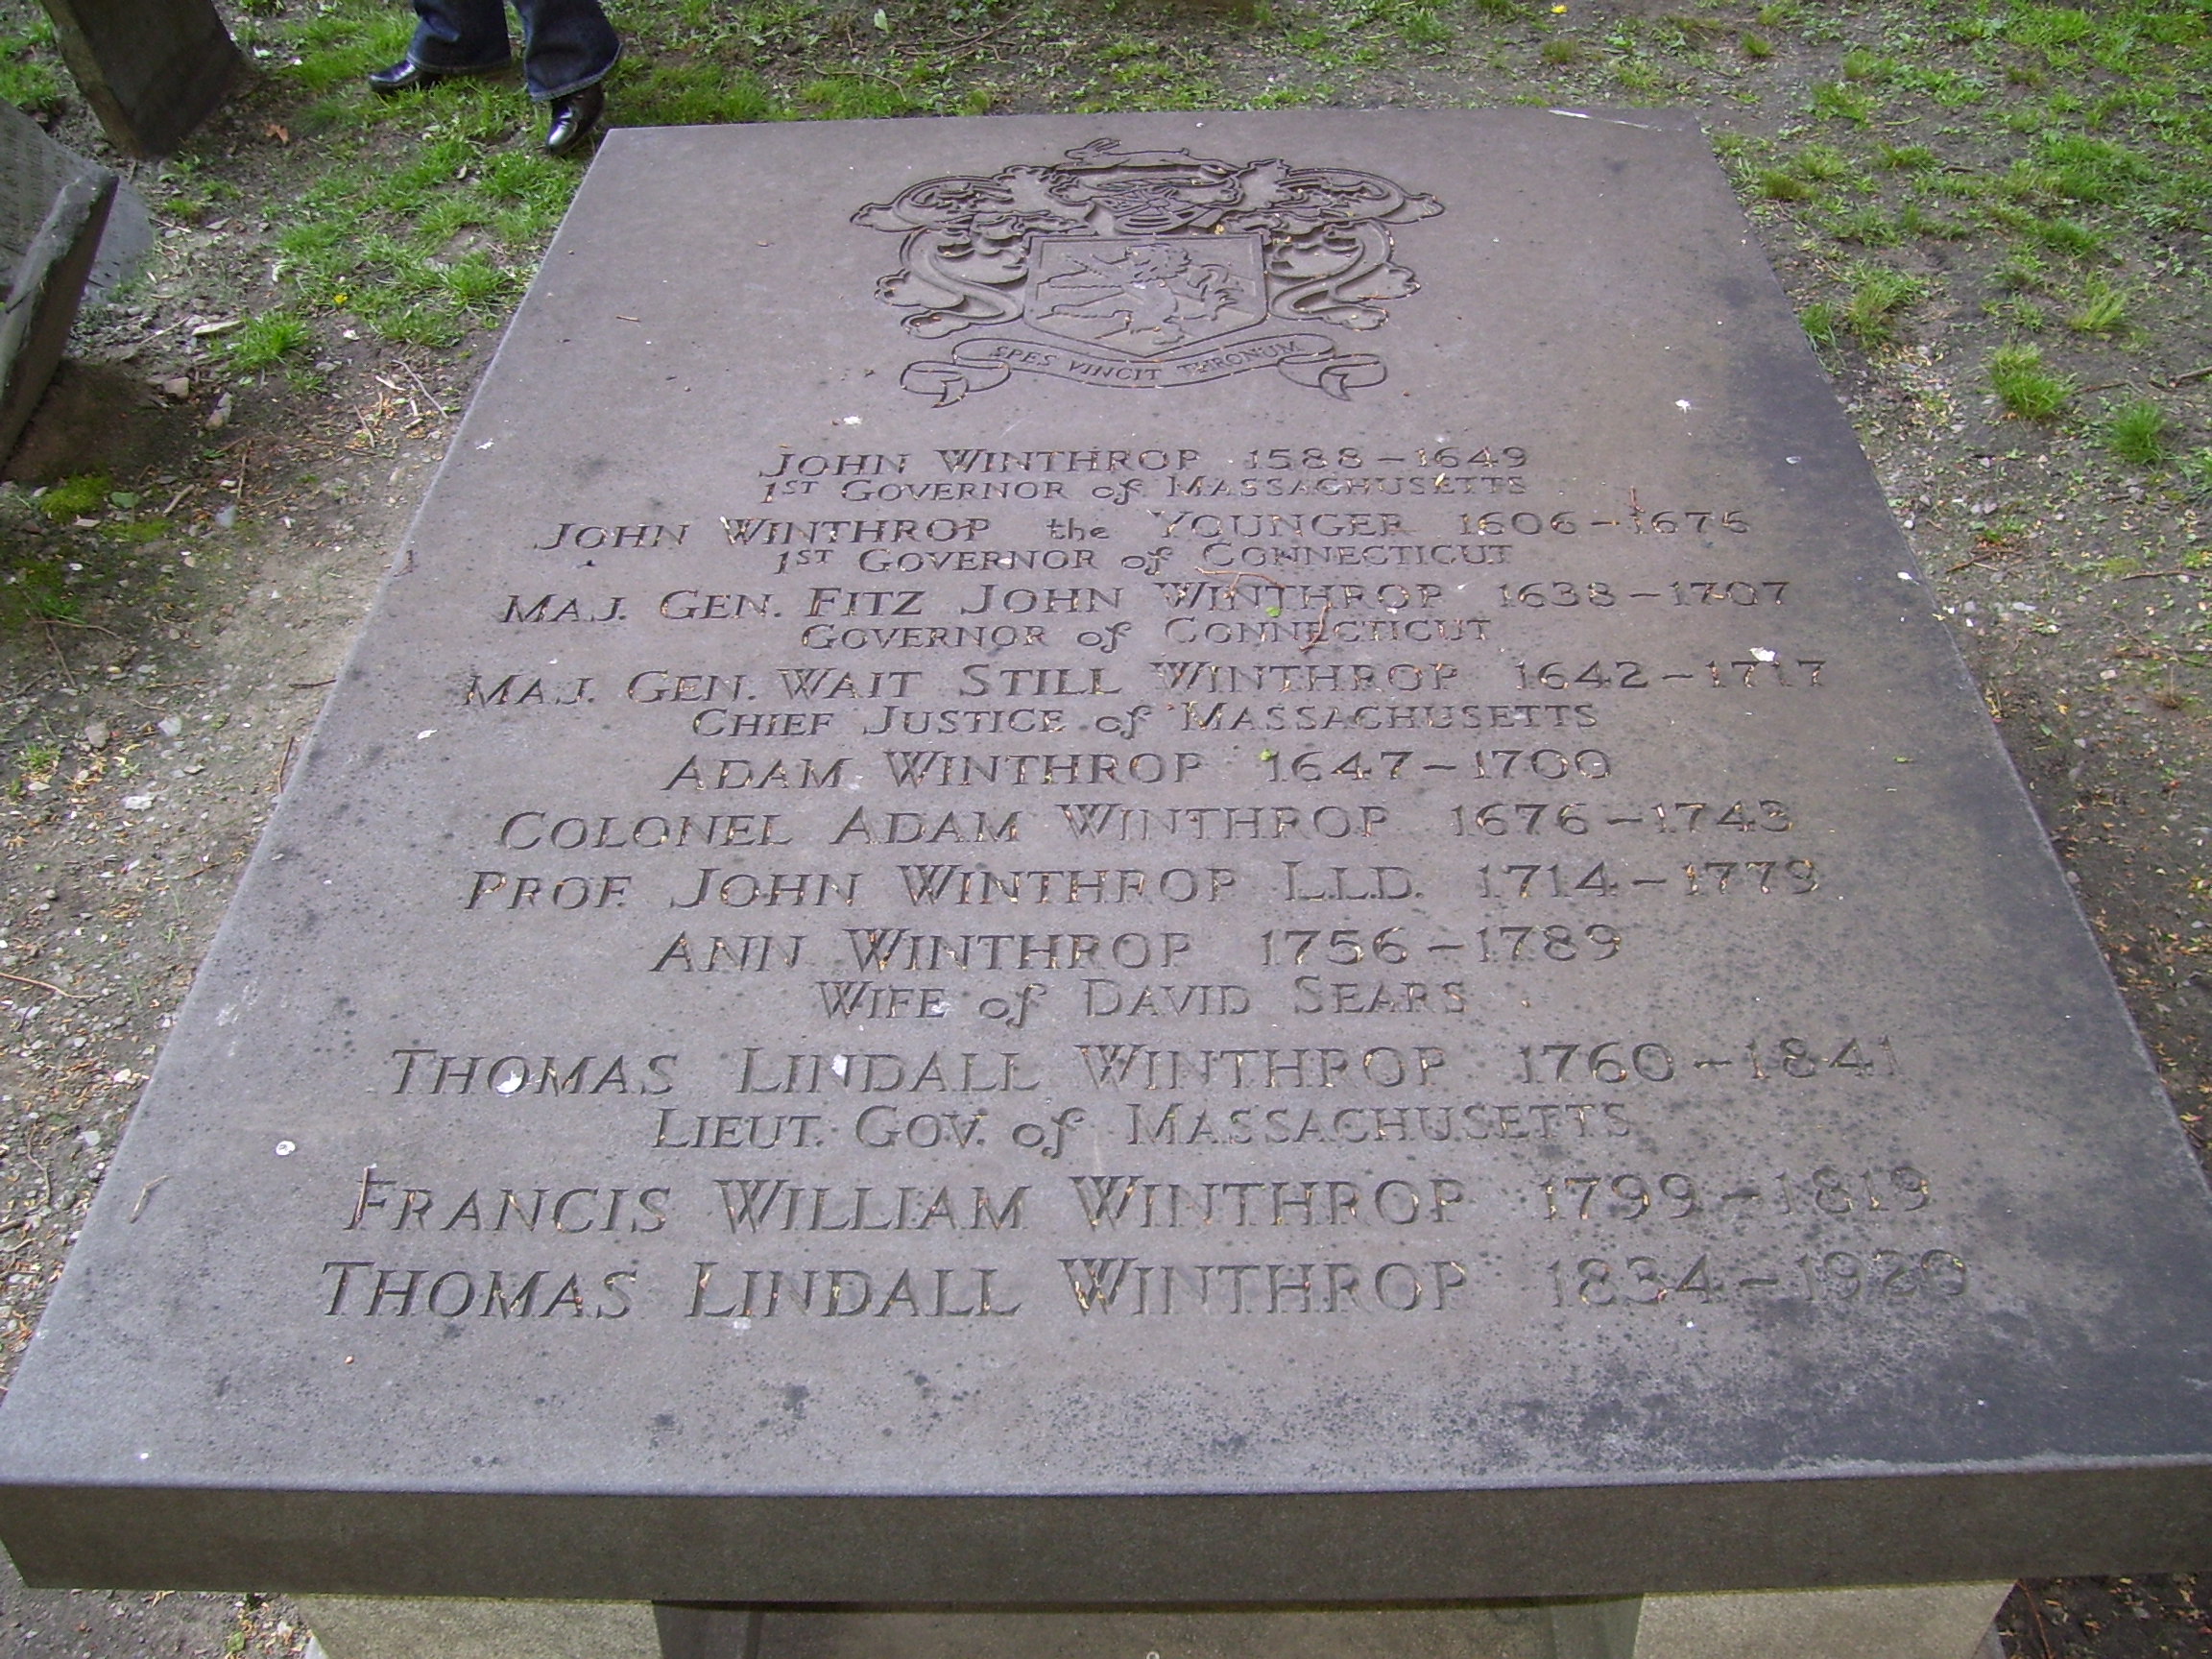 SPES VINCIT THRONUM
JOHN WINTHROP 1588-1649
1ST GOVERNOR of MASSACHUSETTS
JOHN WINTHROP the YOUNGER 1606-1676
1ST GOVERNOR of CONNECTICUT
MAJ. GEN. FITZ JOHN WINTHROP 1638-1707
GOVERNOR of CONNECTICUT
MAJ. GEN. WAIT STILL WINTHROP 1642-1717
CHIEF JUSTICE of MASSACHUSETTS
ADAM WINTHROP 1647-1700
COLONEL ADAM WINTHROP 1676-1743
PROF. JOHN WINTHROP L.L.D. 1714-1779
ANN WINTHROP 1756-1789
WIFE of DAVID SEARS
THOMAS LINDALL WINTHROP 1760-1841
LIEUT. GOV. of MASSACHUSETTS
FRANCIS WILLIAM WINTHROP 1799-1819
THOMAS LINDALL WINTHROP 1834-1920